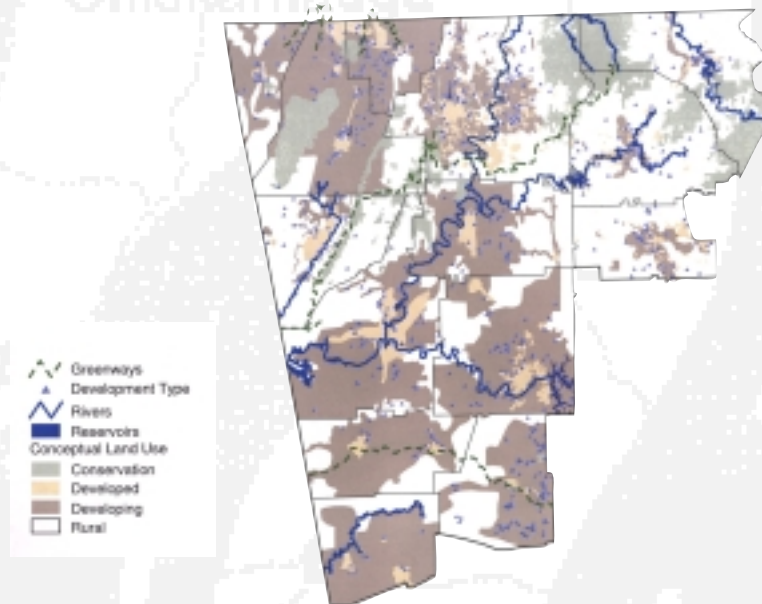 Greenways
Development Type
Rivers
Reservoirs
Conceptual Land Use
Conservation
Developed
Developing
Rural